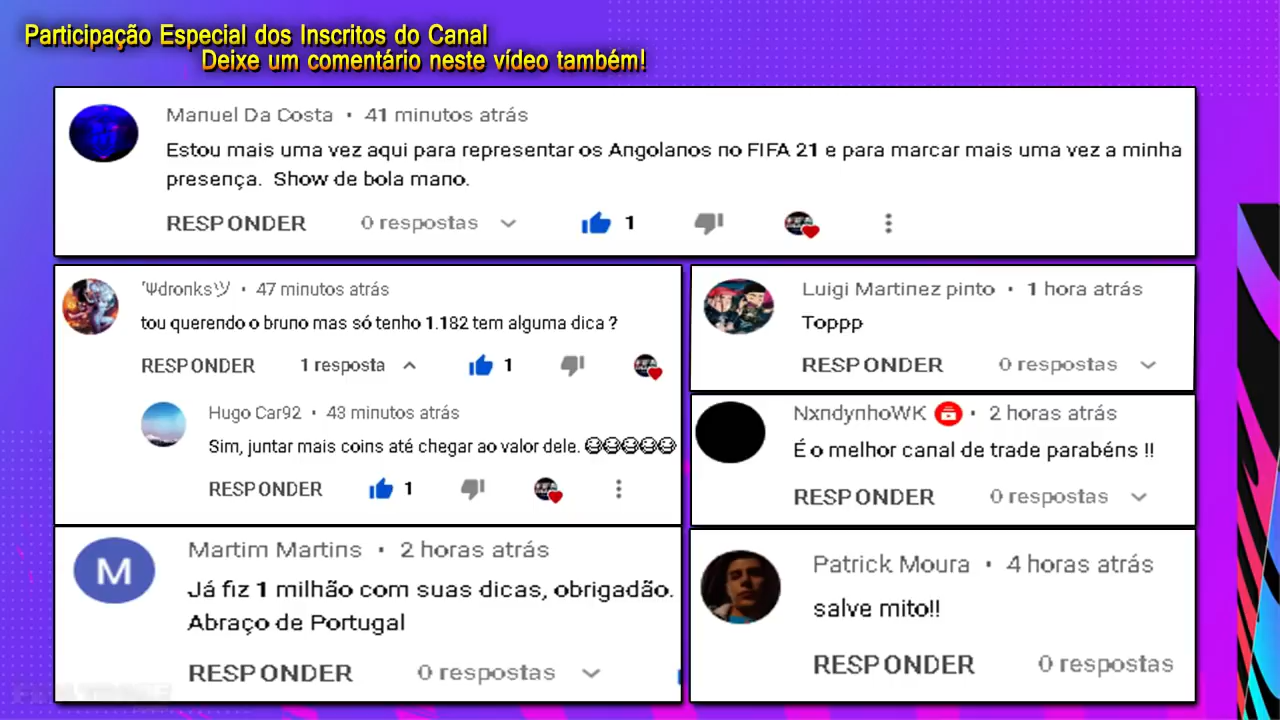 Participação Especial dos Inscritos do Canal
Deixe um comentário neste vídeo também!
Manuel Da Costa • 41 minutos atrás
Estou mais uma vez aqui para representar os Angolanos no FIFA 21 e para marcar mais uma vez a minha
presença. Show de bola mano.
RESPONDER 0 respostas 1
'Ψdronksツ • 47 minutos atrás
tou querendo o bruno mas só tenho 1.182 tem alguma dica ?
RESPONDER 1 resposta 1
Hugo Car92 • 43 minutos atrás
Sim, juntar mais coins até chegar ao valor dele. 😂😂😂😂😂
RESPONDER 1
M
Martim Martins • 2 horas atrás
Já fiz 1 milhão com suas dicas, obrigadão.
Abraço de Portugal
RESPONDER 0 respostas
Luigi Martinez pinto • 1 hora atrás
Toppp
RESPONDER 0 respostas
NxndynhoWK • 2 horas atrás
É o melhor canal de trade parabéns !!
RESPONDER 0 respostas
Patrick Moura • 4 horas atrás
salve mito!!
RESPONDER 0 respostas